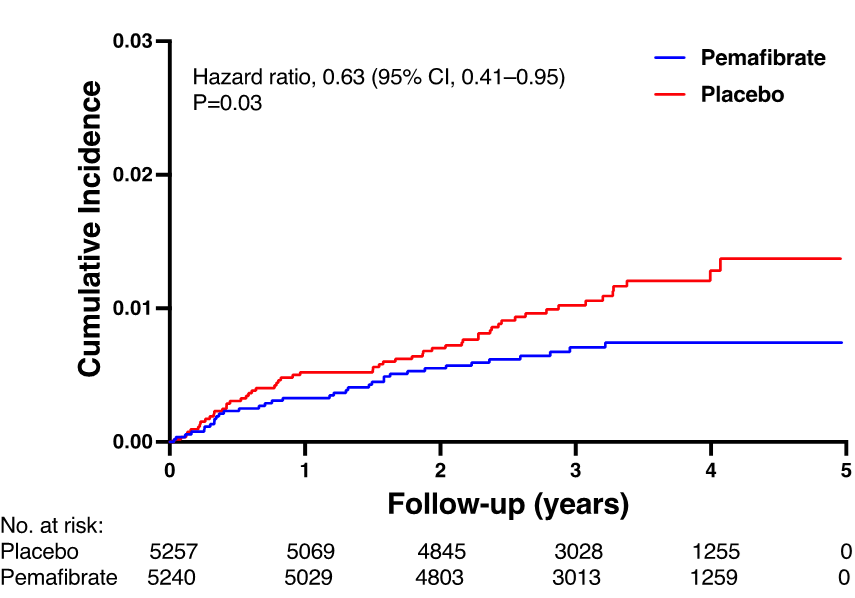 0.03
Hazard ratio, 0.63 (95% CI, 0.41–0.95)
P=0.03
Pemafibrate
Placebo
0.02
0.01
0.00
Cumulative Incidence
0 1 2 3 4 5
Follow-up (years)
No. at risk:
Placebo 5257 5069 4845 3028 1255 0
Pemafibrate 5240 5029 4803 3013 1259 0